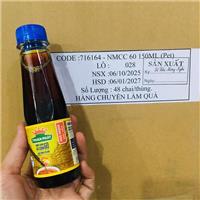 CODE :716164 - NMCC 60 150ML (Pet)
LÔ : 028
SẢN XUẤT
NSX : 06/10/2025
HSD : 06/01/2027
Số Lượng : 48 chai/thùng.
HÀNG CHUYÊN LÀM QUÀ